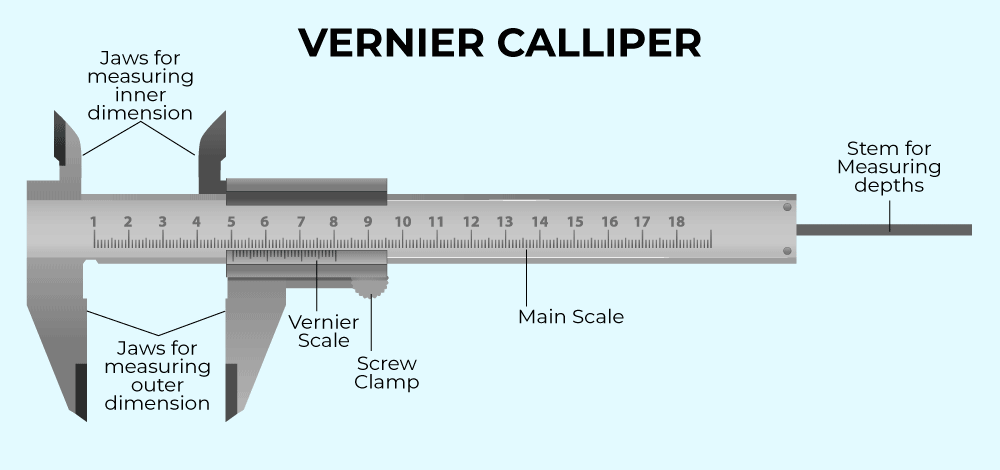 VERNIER CALLIPER
Jaws for
measuring
inner
dimension
Stem for
Measuring
depths
1 2 3 4 5 6 7 8 9 10 11 12 13 14 15 16 17 18
Main Scale
Vernier
Scale
Jaws for
measuring
outer
dimension
Screw
Clamp